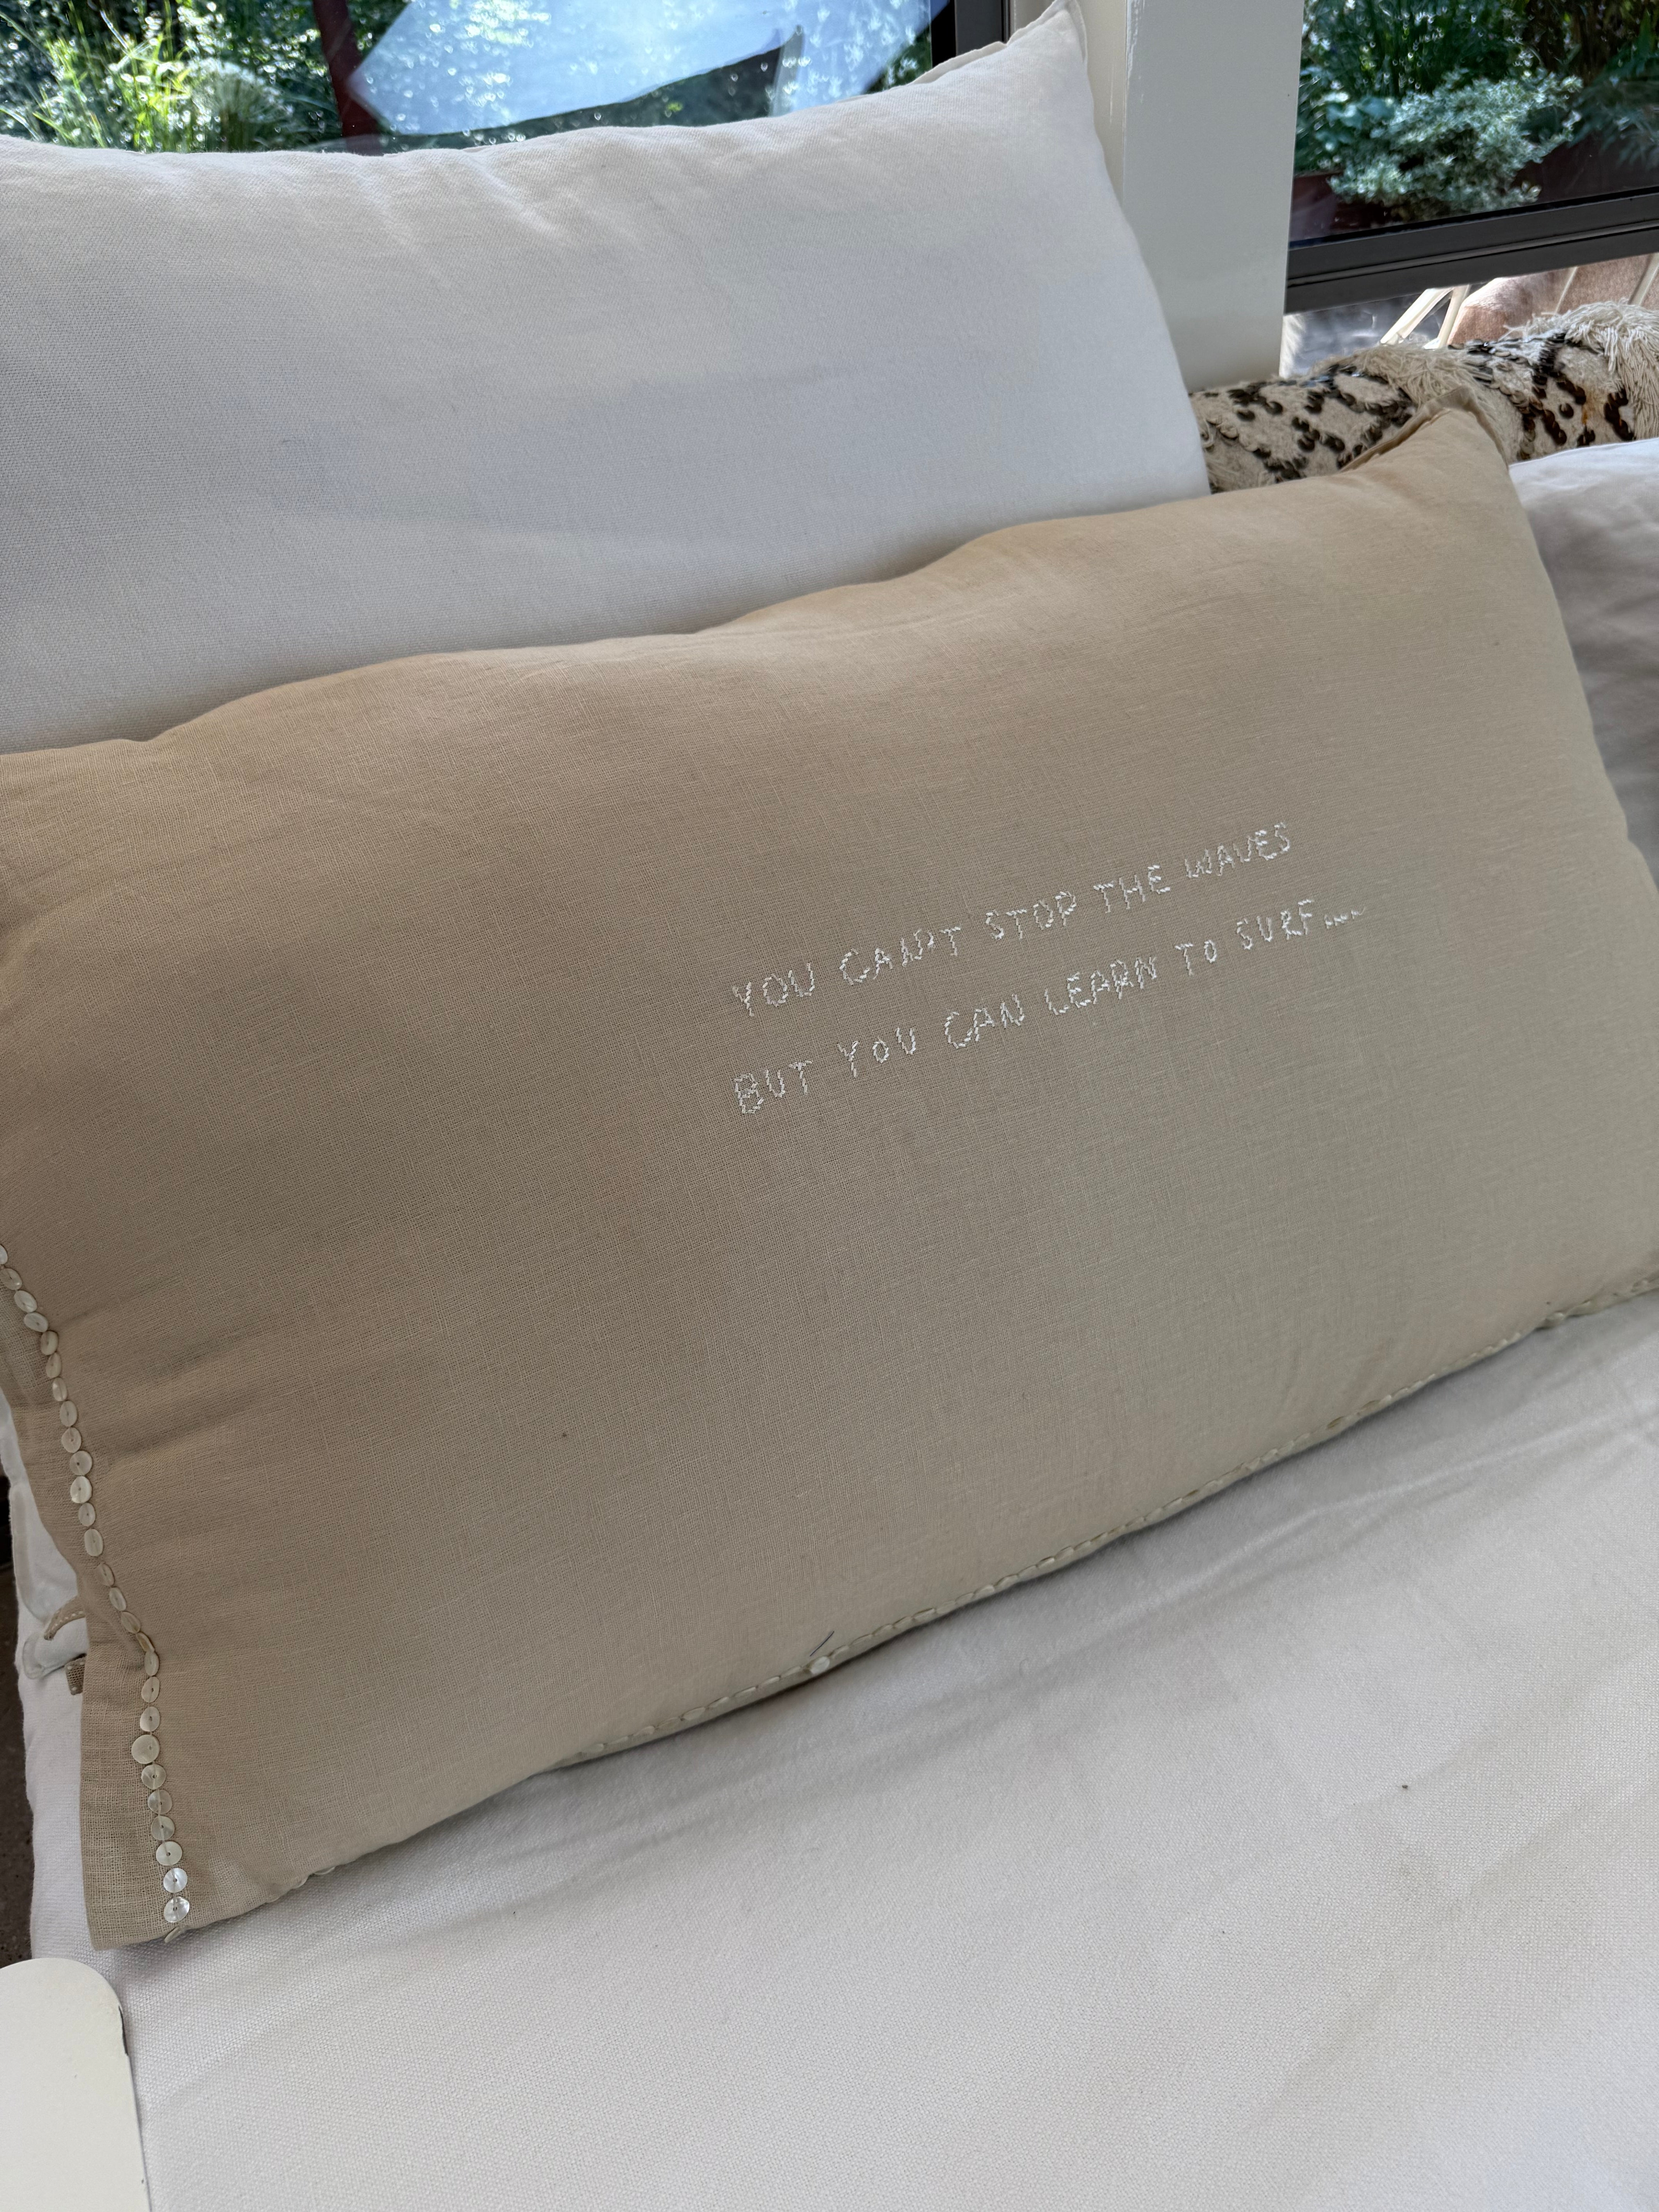 YOU CAN'T STOP THE WAVES
BUT YOU CAN LEARN TO SURF...